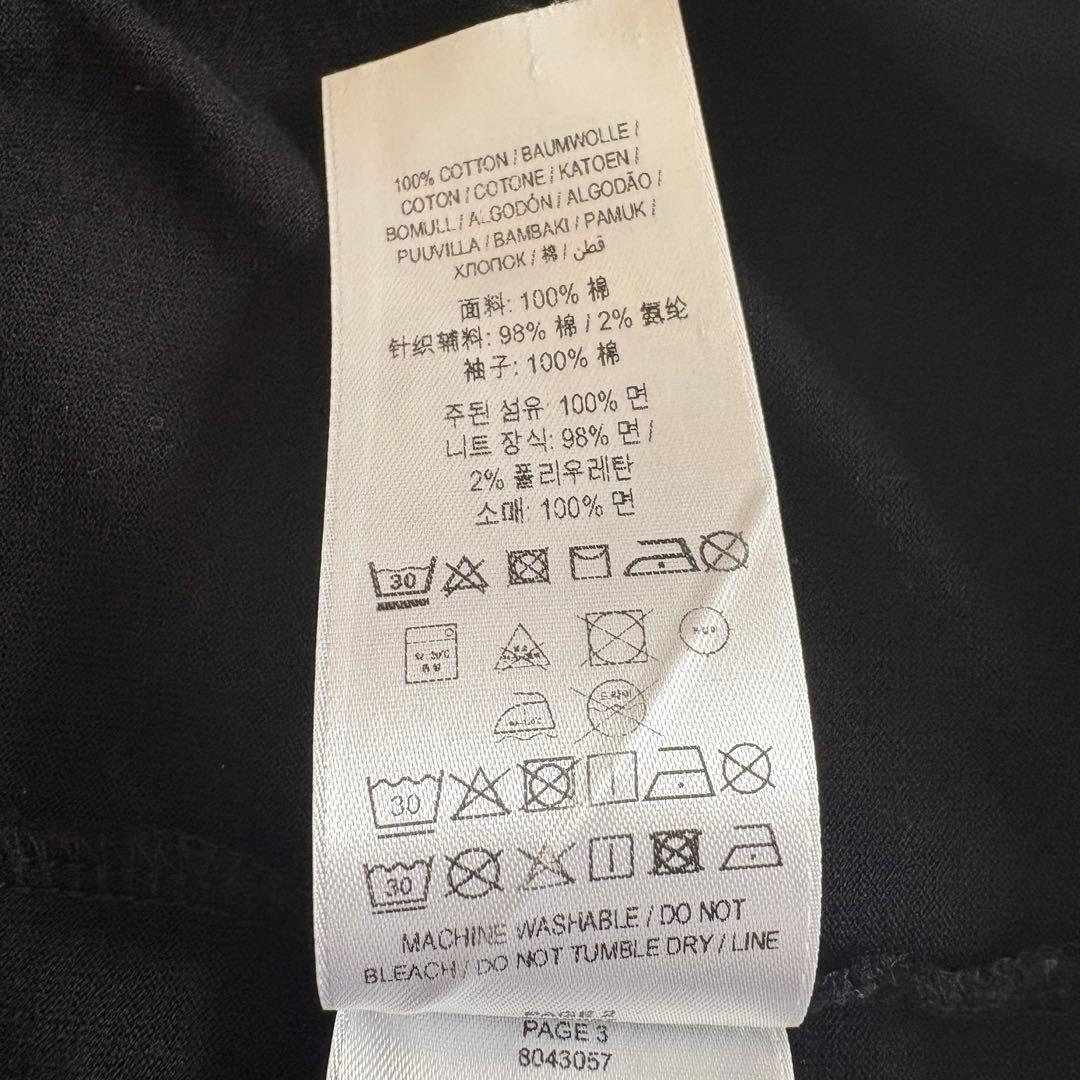 100% COTTON / BAUMWOLLE /
COTON / COTONE / KATOEN /
BOMULL / ALGODÓN / ALGODÃO /
PUUVILLA / BAMBAKI / PAMUK /
ХЛОПОК / 棉 / قطن
面料: 100% 棉
针织辅料: 98% 棉 / 2% 氨纶
袖子: 100% 棉
주된 섬유: 100% 면
니트 장식: 98% 면 /
2% 폴리우레탄
소매: 100% 면
30
30
30
MACHINE WASHABLE / DO NOT
BLEACH / DO NOT TUMBLE DRY / LINE
PAGE 3
8043057